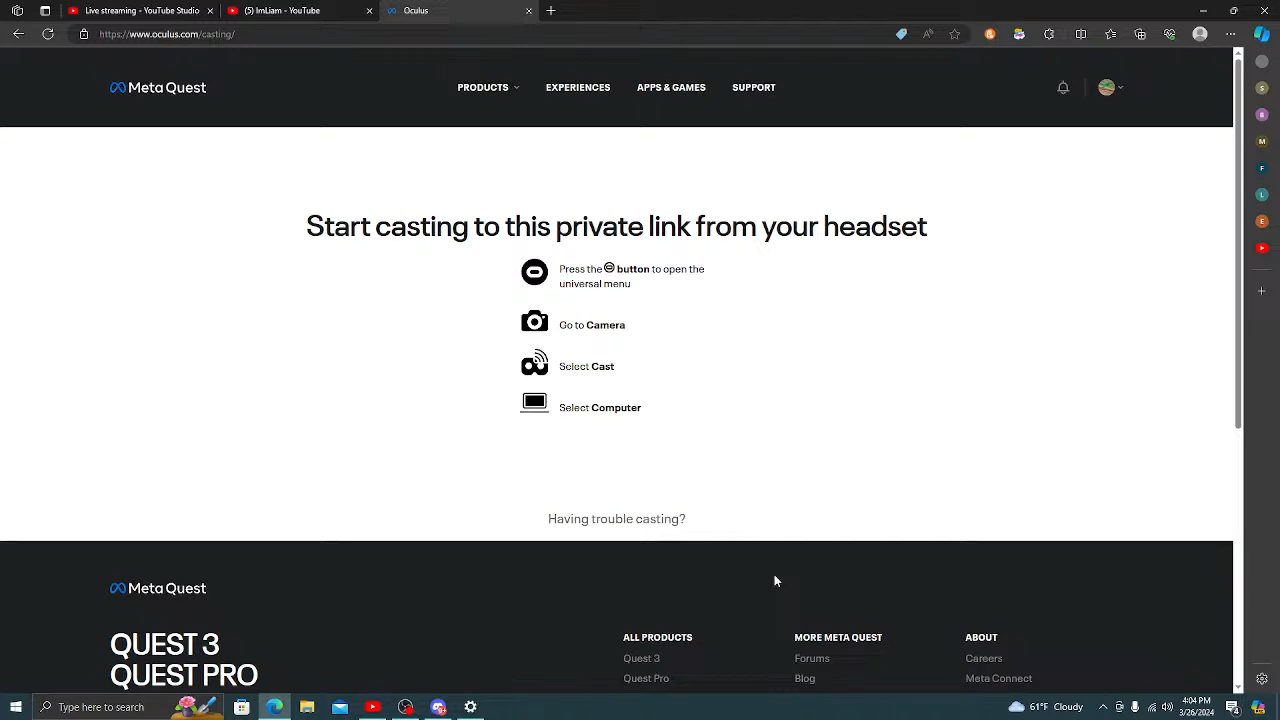 Live streaming - YouTube Studio
(5) ImLiam - YouTube
Oculus
https://www.oculus.com/casting/
Meta Quest
PRODUCTS
EXPERIENCES
APPS & GAMES
SUPPORT
Start casting to this private link from your headset
Press the button to open the
universal menu
Go to Camera
Select Cast
Select Computer
Having trouble casting?
Meta Quest
QUEST 3
QUEST PRO
ALL PRODUCTS
Quest 3
Quest Pro
MORE META QUEST
Forums
Blog
ABOUT
Careers
Meta Connect
S
B
M
F
L
E
Type here to search
61°F Cloudy
4:04 PM
3/26/2024